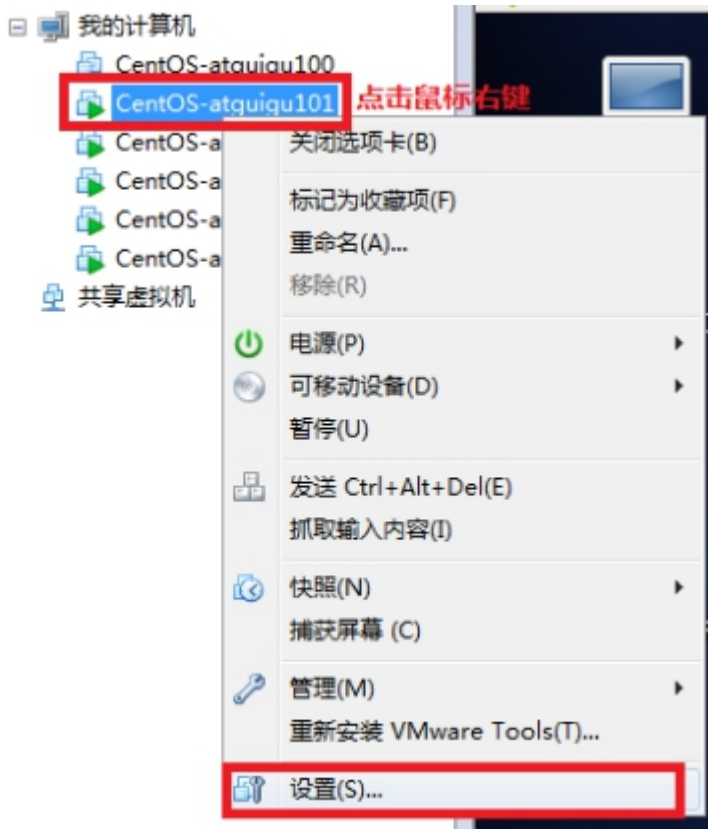 我的计算机
CentOS-atguigu100
CentOS-atguigu101
点击鼠标右键
CentOS-a
CentOS-a
CentOS-a
CentOS-a
共享虚拟机
关闭选项卡(B)
标记为收藏项(F)
重命名(A)...
移除(R)
电源(P)
可移动设备(D)
暂停(U)
发送 Ctrl+Alt+Del(E)
抓取输入内容(I)
快照(N)
捕获屏幕 (C)
管理(M)
重新安装 VMware Tools(T)...
设置(S)...